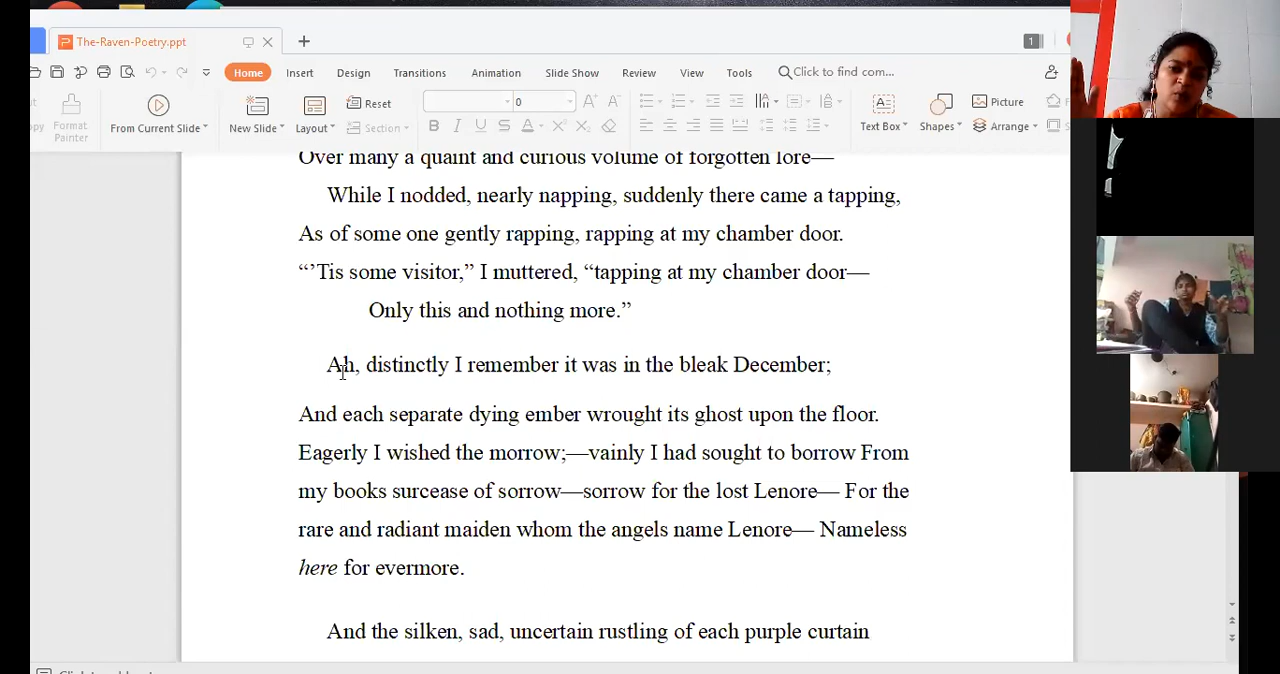 The-Raven-Poetry.ppt
1
Home Insert Design Transitions Animation Slide Show Review View Tools Click to find com...
Format Painter
From Current Slide
New Slide
Layout
Reset
Section
0
B I U S A X² X₂
Text Box
Shapes
Picture
Arrange
Over many a quaint and curious volume of forgotten lore—
While I nodded, nearly napping, suddenly there came a tapping,
As of some one gently rapping, rapping at my chamber door.
“’Tis some visitor,” I muttered, “tapping at my chamber door—
Only this and nothing more.”
Ah, distinctly I remember it was in the bleak December;
And each separate dying ember wrought its ghost upon the floor.
Eagerly I wished the morrow;—vainly I had sought to borrow From
my books surcease of sorrow—sorrow for the lost Lenore— For the
rare and radiant maiden whom the angels name Lenore— Nameless
here for evermore.
And the silken, sad, uncertain rustling of each purple curtain